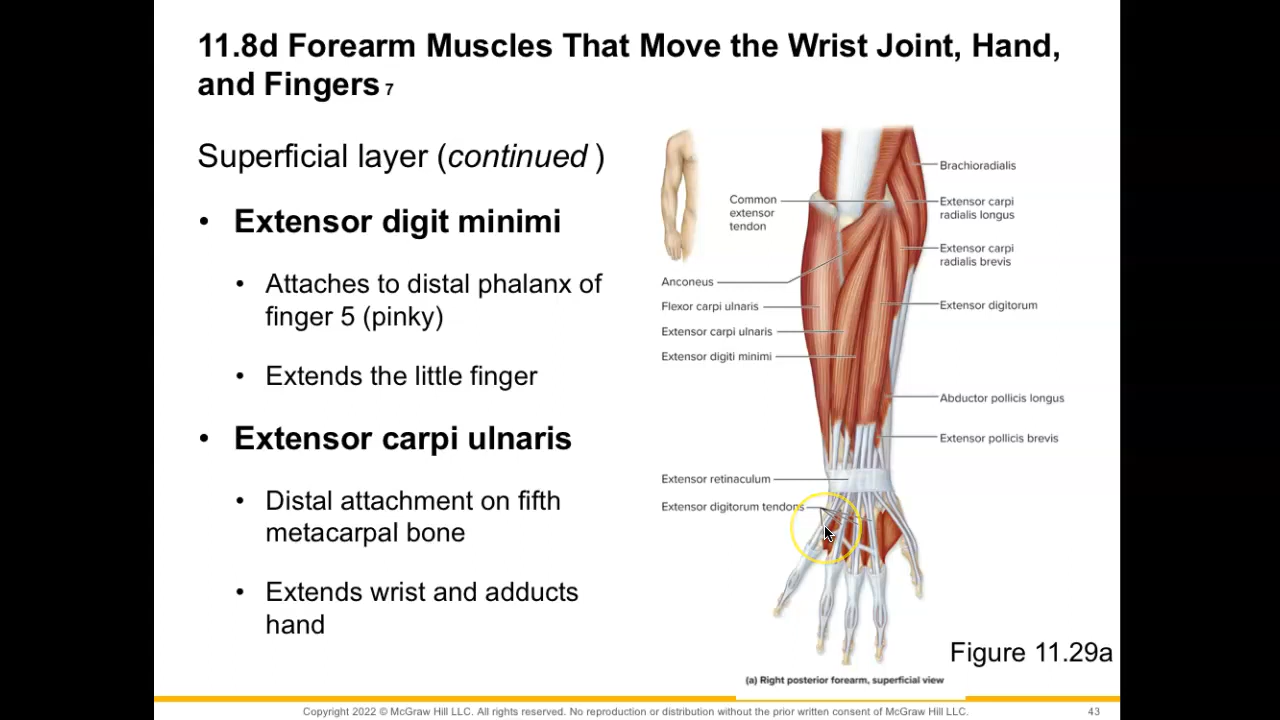 11.8d Forearm Muscles That Move the Wrist Joint, Hand,
and Fingers 7
Superficial layer (continued )
• Extensor digit minimi
• Attaches to distal phalanx of
finger 5 (pinky)
• Extends the little finger
• Extensor carpi ulnaris
• Distal attachment on fifth
metacarpal bone
• Extends wrist and adducts
hand
Common
extensor
tendon
Anconeus
Flexor carpi ulnaris
Extensor carpi ulnaris
Extensor digiti minimi
Extensor retinaculum
Extensor digitorum tendons
Brachioradialis
Extensor carpi
radialis longus
Extensor carpi
radialis brevis
Extensor digitorum
Abductor pollicis longus
Extensor pollicis brevis
Figure 11.29a
(a) Right posterior forearm, superficial view
Copyright 2022 © McGraw Hill LLC. All rights reserved. No reproduction or distribution without the prior written consent of McGraw Hill LLC.
43